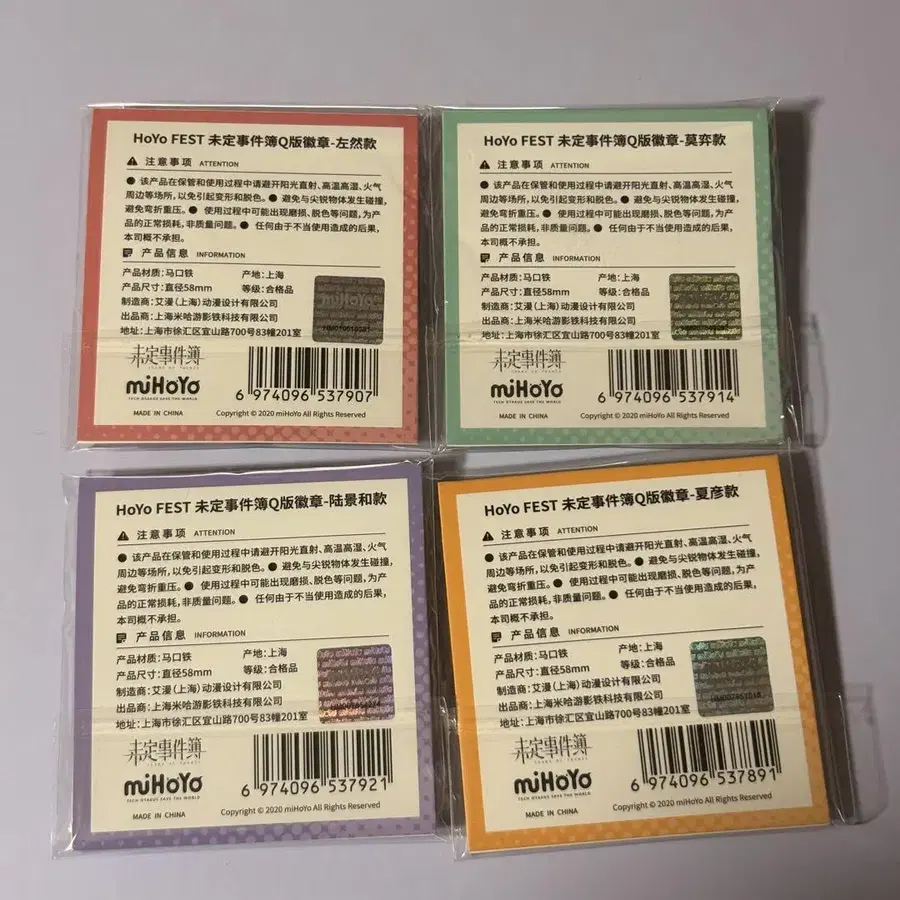 HoYo FEST 未定事件簿Q版徽章-左然款
注意事项 ATTENTION
● 该产品在保管和使用过程中请避开阳光直射、高温高湿、火气
周边等场所,以免引起变形和脱色。● 避免与尖锐物体发生碰撞,
避免弯折重压。● 使用过程中可能出现磨损、脱色等问题,为产
品的正常损耗,非质量问题。● 任何由于不当使用造成的后果,
本司概不承担。
产品信息 INFORMATION
产品材质:马口铁 产地:上海
产品尺寸:直径58mm 等级:合格品
制造商:艾漫(上海)动漫设计有限公司
出品商:上海米哈游影铁科技有限公司
地址:上海市徐汇区宜山路700号83幢201室
miHoYo
未定事件簿
TEARS OF THEMIS
miHoYo
TECH OTAKUS SAVE THE WORLD
6 974096 537907
MADE IN CHINA
Copyright © 2020 miHoYo All Rights Reserved
HoYo FEST 未定事件簿Q版徽章-莫弈款
注意事项 ATTENTION
● 该产品在保管和使用过程中请避开阳光直射、高温高湿、火气
周边等场所,以免引起变形和脱色。● 避免与尖锐物体发生碰撞,
避免弯折重压。● 使用过程中可能出现磨损、脱色等问题,为产
品的正常损耗,非质量问题。● 任何由于不当使用造成的后果,
本司概不承担。
产品信息 INFORMATION
产品材质:马口铁 产地:上海
产品尺寸:直径58mm 等级:合格品
制造商:艾漫(上海)动漫设计有限公司
出品商:上海米哈游影铁科技有限公司
地址:上海市徐汇区宜山路700号83幢201室
未定事件簿
TEARS OF THEMIS
miHoYo
TECH OTAKUS SAVE THE WORLD
6 974096 537914
MADE IN CHINA
Copyright © 2020 miHoYo All Rights Reserved
HoYo FEST 未定事件簿Q版徽章-陆景和款
注意事项 ATTENTION
● 该产品在保管和使用过程中请避开阳光直射、高温高湿、火气
周边等场所,以免引起变形和脱色。● 避免与尖锐物体发生碰撞,
避免弯折重压。● 使用过程中可能出现磨损、脱色等问题,为产
品的正常损耗,非质量问题。● 任何由于不当使用造成的后果,
本司概不承担。
产品信息 INFORMATION
产品材质:马口铁 产地:上海
产品尺寸:直径58mm 等级:合格品
制造商:艾漫(上海)动漫设计有限公司
出品商:上海米哈游影铁科技有限公司
地址:上海市徐汇区宜山路700号83幢201室
未定事件簿
TEARS OF THEMIS
miHoYo
TECH OTAKUS SAVE THE WORLD
6 974096 537921
MADE IN CHINA
Copyright © 2020 miHoYo All Rights Reserved
HoYo FEST 未定事件簿Q版徽章-夏彦款
注意事项 ATTENTION
● 该产品在保管和使用过程中请避开阳光直射、高温高湿、火气
周边等场所,以免引起变形和脱色。● 避免与尖锐物体发生碰撞,
避免弯折重压。● 使用过程中可能出现磨损、脱色等问题,为产
品的正常损耗,非质量问题。● 任何由于不当使用造成的后果,
本司概不承担。
产品信息 INFORMATION
产品材质:马口铁 产地:上海
产品尺寸:直径58mm 等级:合格品
制造商:艾漫(上海)动漫设计有限公司
出品商:上海米哈游影铁科技有限公司
地址:上海市徐汇区宜山路700号83幢201室
未定事件簿
TEARS OF THEMIS
miHoYo
TECH OTAKUS SAVE THE WORLD
6 974096 537891
MADE IN CHINA
Copyright © 2020 miHoYo All Rights Reserved